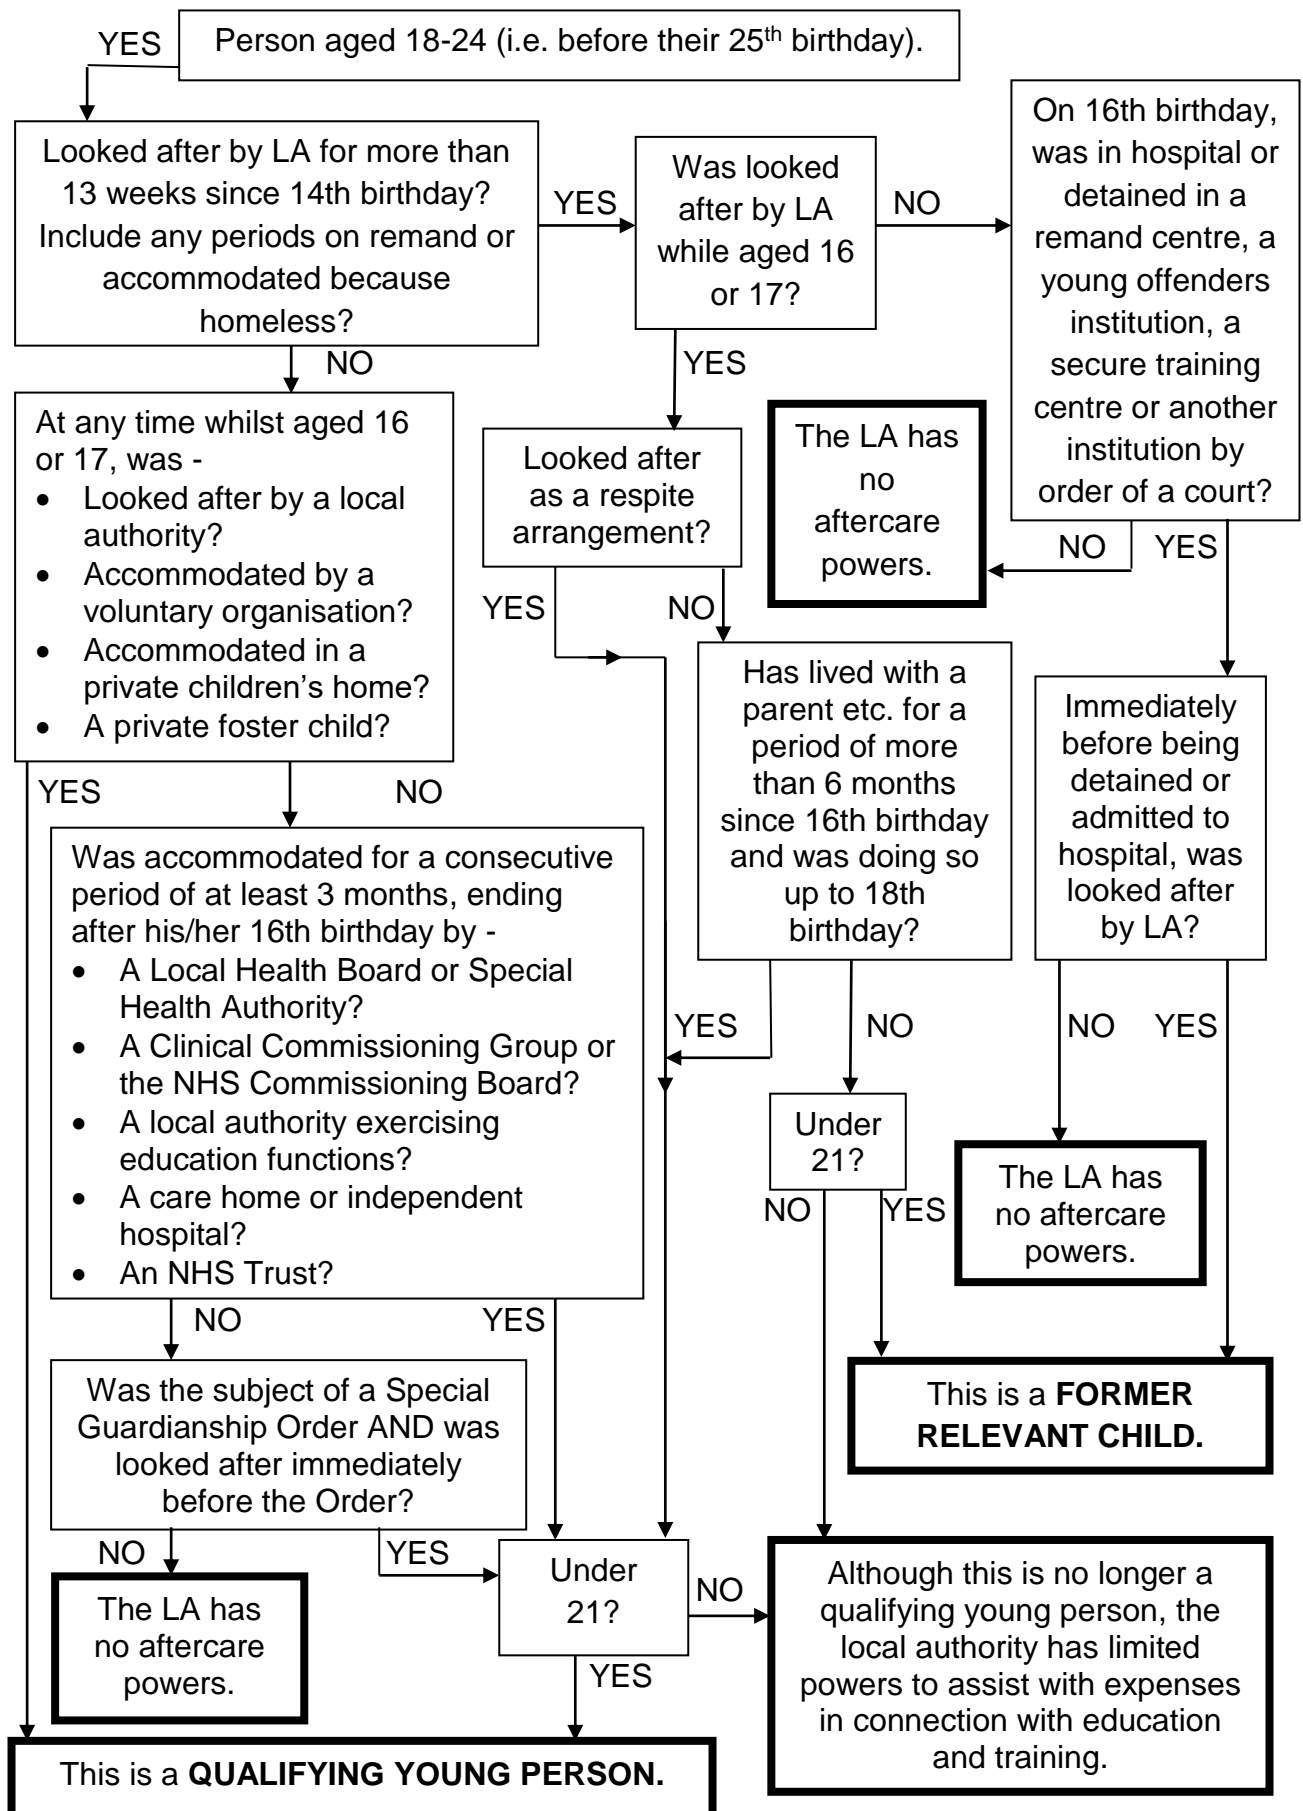 YES
Person aged 18-24 (i.e. before their 25th birthday).
Looked after by LA for more than
13 weeks since 14th birthday?
Include any periods on remand or
accommodated because
homeless?
YES
Was looked
after by LA
while aged 16
or 17?
NO
On 16th birthday,
was in hospital or
detained in a
remand centre, a
young offenders
institution, a
secure training
centre or another
institution by
order of a court?
NO
YES
At any time whilst aged 16
or 17, was -
• Looked after by a local
authority?
• Accommodated by a
voluntary organisation?
• Accommodated in a
private children’s home?
• A private foster child?
Looked after
as a respite
arrangement?
The LA has
no
aftercare
powers.
NO
YES
YES
NO
Has lived with a
parent etc. for a
period of more
than 6 months
since 16th birthday
and was doing so
up to 18th
birthday?
Immediately
before being
detained or
admitted to
hospital, was
looked after
by LA?
YES
NO
Was accommodated for a consecutive
period of at least 3 months, ending
after his/her 16th birthday by -
• A Local Health Board or Special
Health Authority?
• A Clinical Commissioning Group or
the NHS Commissioning Board?
• A local authority exercising
education functions?
• A care home or independent
hospital?
• An NHS Trust?
YES
NO
NO
YES
Under
21?
The LA has
no aftercare
powers.
NO
YES
NO
YES
Was the subject of a Special
Guardianship Order AND was
looked after immediately
before the Order?
This is a FORMER
RELEVANT CHILD.
NO
YES
Under
21?
NO
Although this is no longer a
qualifying young person, the
local authority has limited
powers to assist with expenses
in connection with education
and training.
The LA has
no aftercare
powers.
YES
This is a QUALIFYING YOUNG PERSON.